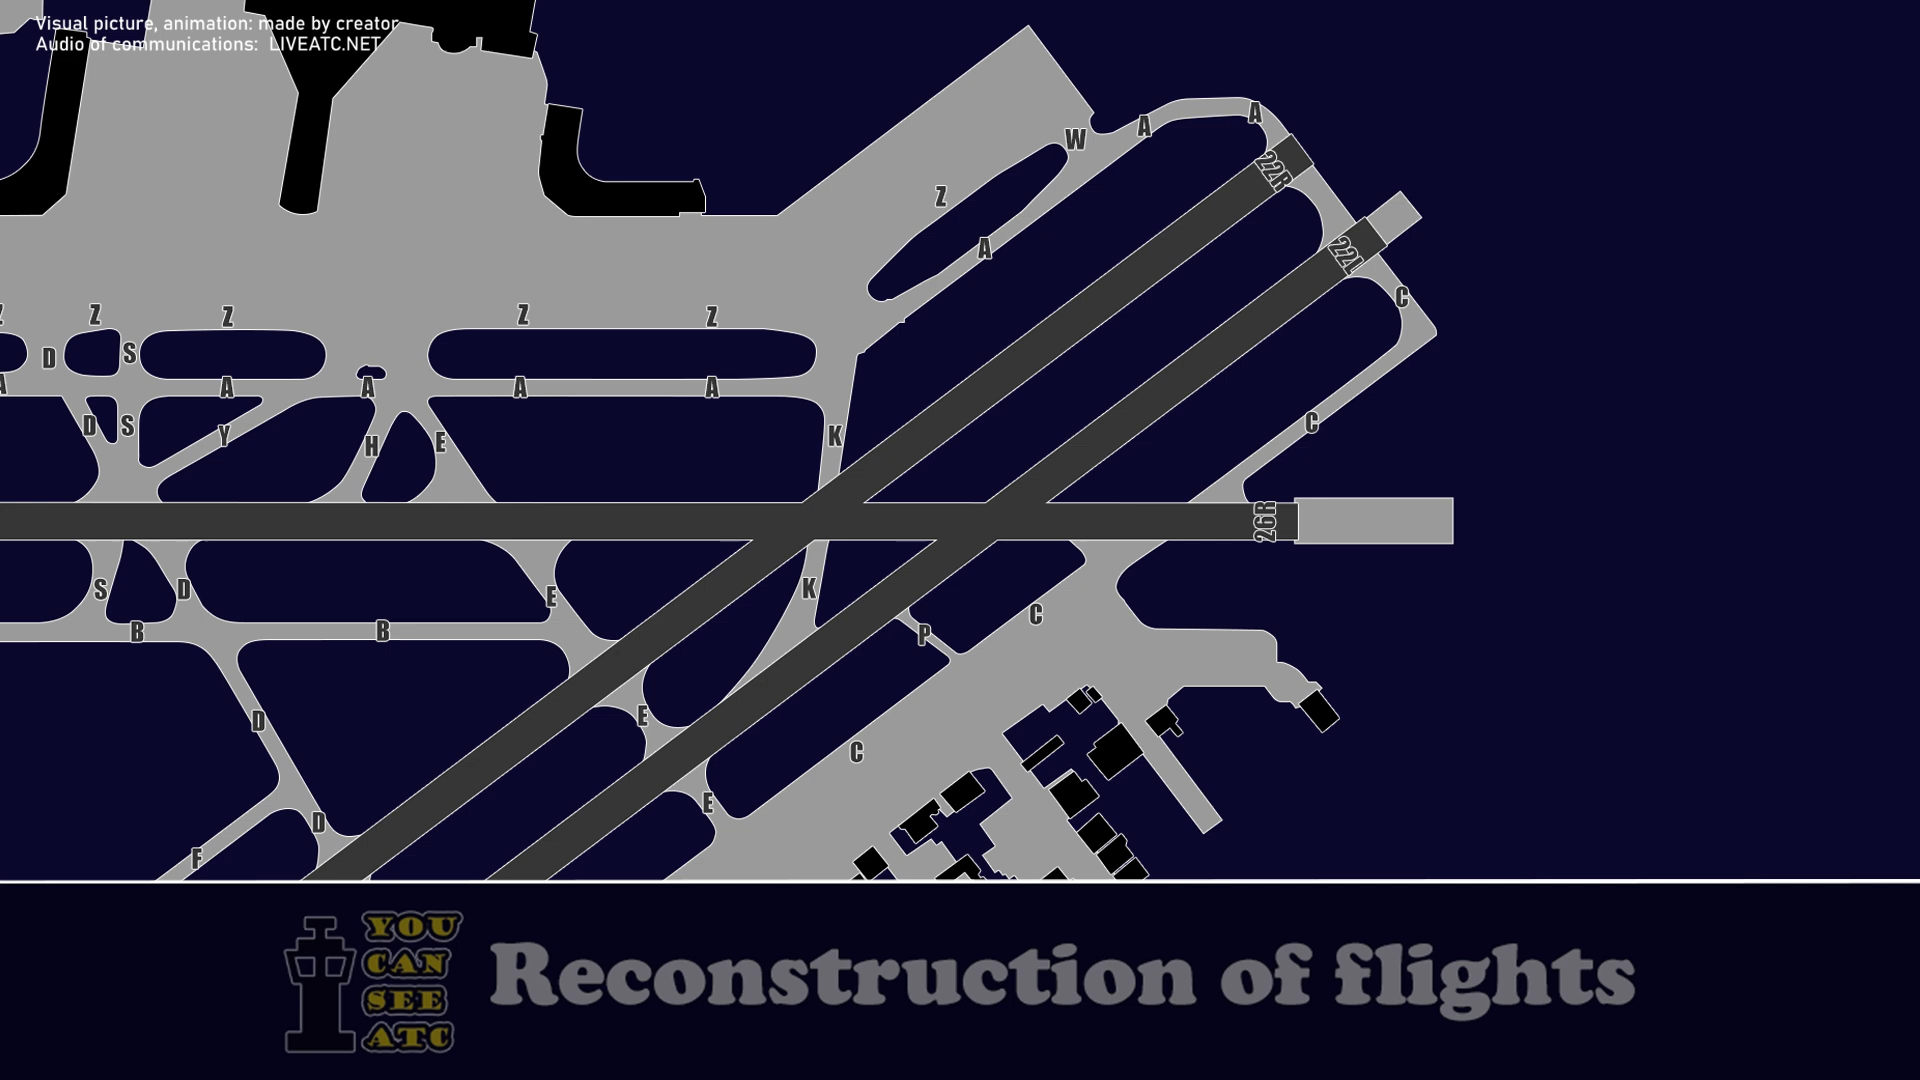 Visual picture, animation: made by creator
Audio of communications: LIVEATC.NET
A
A
W
22R
Z
A
22L
C
Z
Z
Z
Z
Z
D
S
A
A
A
A
A
D
S
Y
H
E
K
C
26R
S
D
E
K
B
B
P
C
D
E
C
E
D
F
YOU
CAN
SEE
ATC
Reconstruction of flights